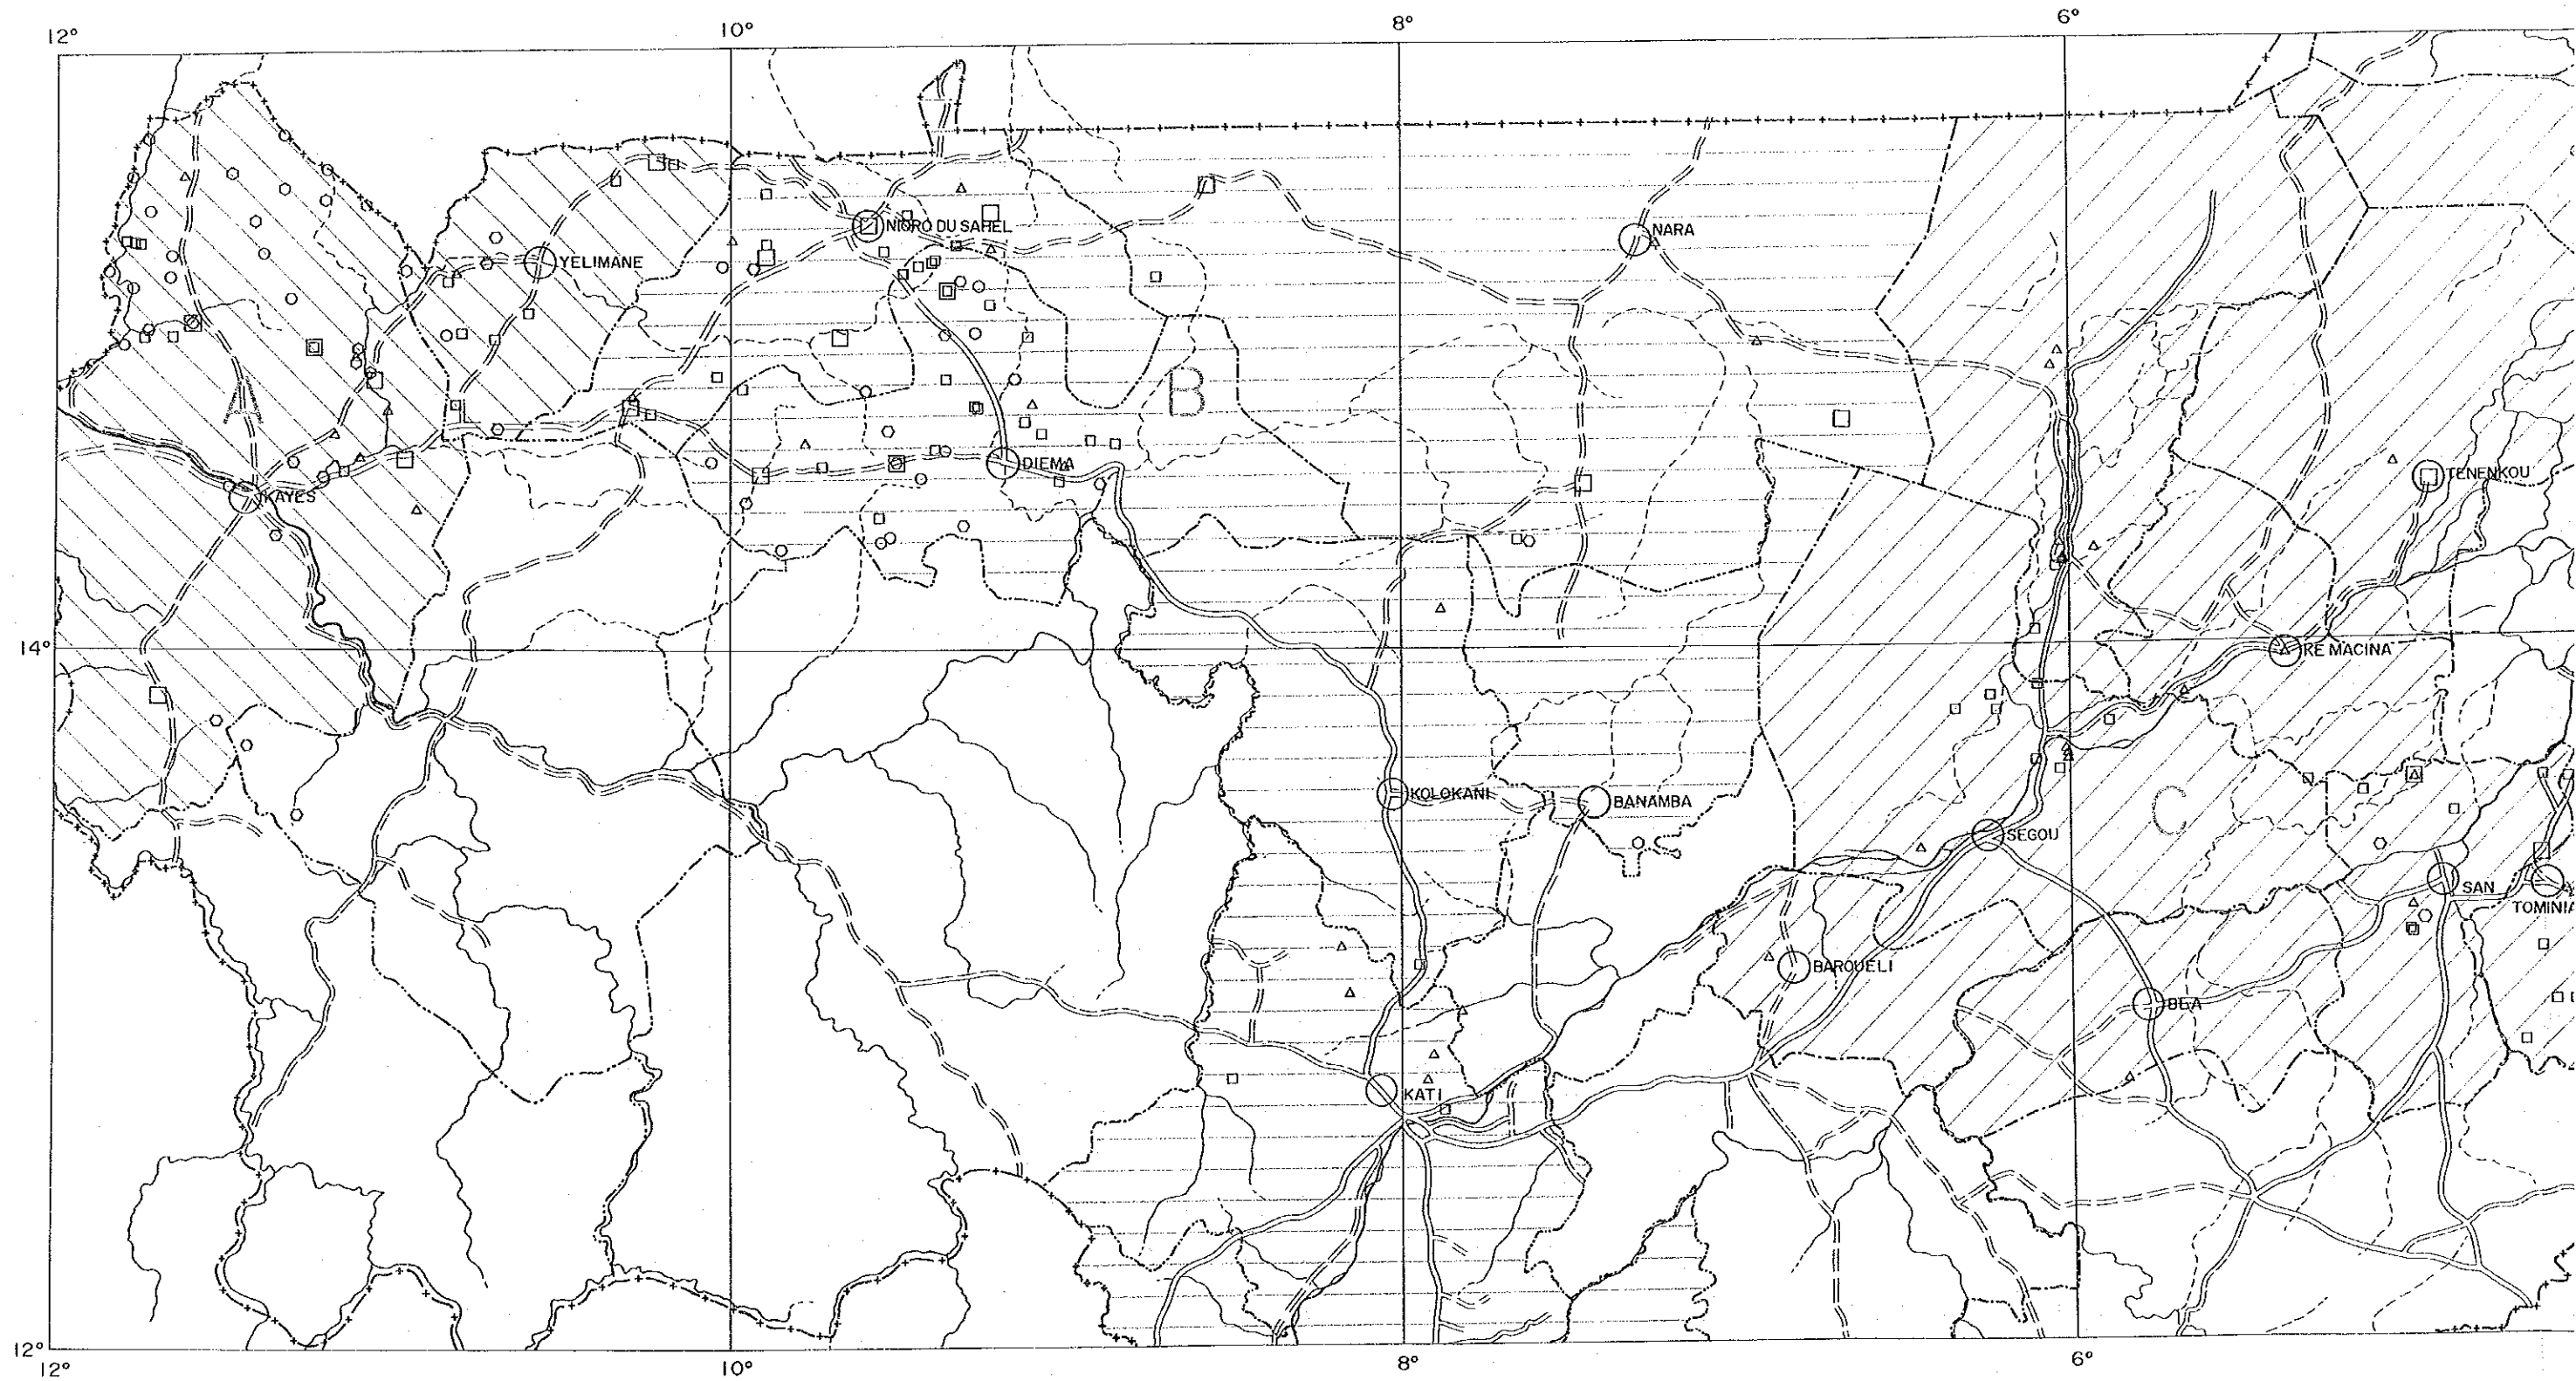 12° 10° 8° 6°
NIORO DU SAHEL
NARA
YELIMANE
B
A
DIEMA
TENENKOU
KAYES
14°
KE MACINA
KOLOKANI
BANAMBA
C
SEGOU
SAN
TOMINIA
BAROUELI
BLA
KATI
12°
12° 10° 8° 6°